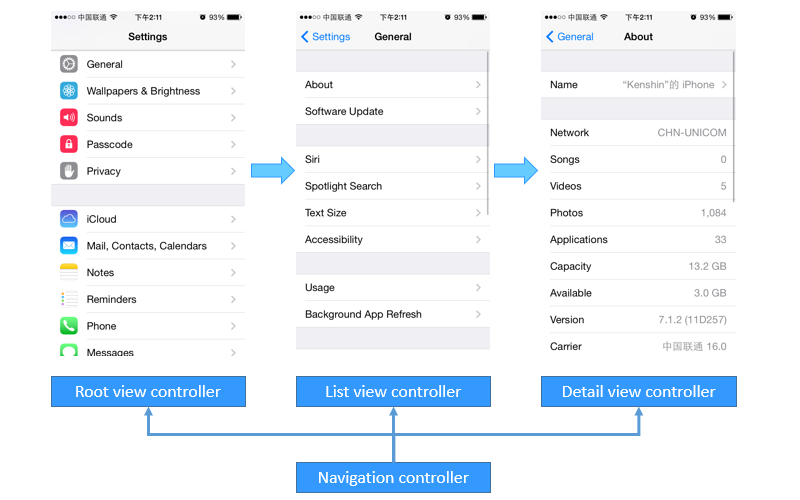 中国联通 下午2:11 93%
Settings
General
Wallpapers & Brightness
Sounds
Passcode
Privacy
iCloud
Mail, Contacts, Calendars
Notes
Reminders
Phone
Messages
中国联通 下午2:11 93%
Settings General
About
Software Update
Siri
Spotlight Search
Text Size
Accessibility
Usage
Background App Refresh
中国联通 下午2:11 93%
General About
Name “Kenshin”的 iPhone
Network CHN-UNICOM
Songs 0
Videos 5
Photos 1,084
Applications 33
Capacity 13.2 GB
Available 3.0 GB
Version 7.1.2 (11D257)
Carrier 中国联通 16.0
Root view controller
List view controller
Detail view controller
Navigation controller